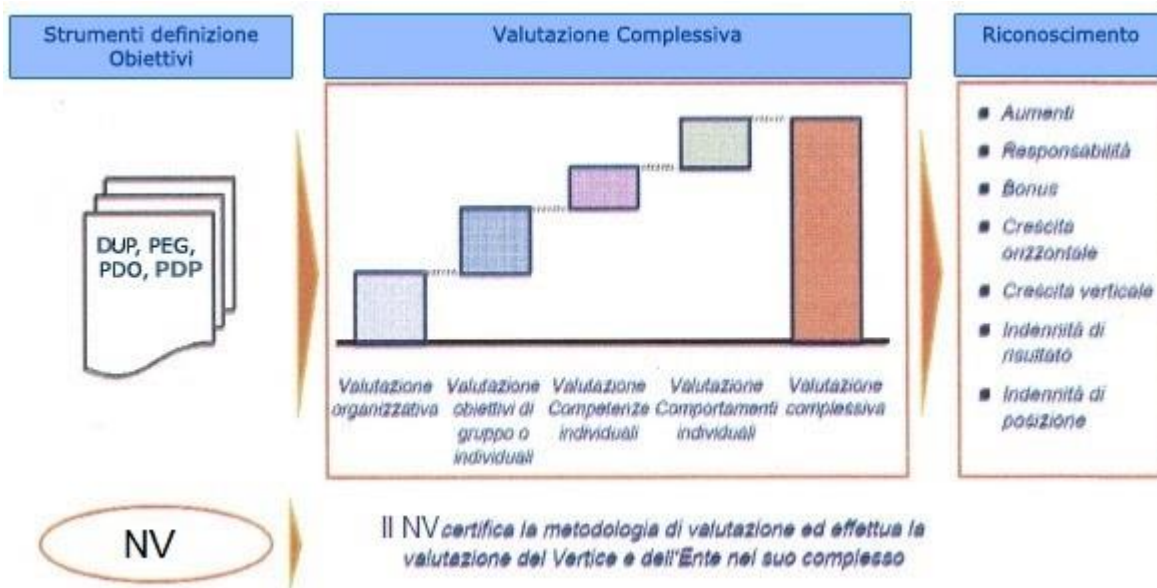 Strumenti definizione
Obiettivi
Valutazione Complessiva
Riconoscimento
DUP, PEG,
PDO, PDP
Valutazione
organizzativa
Valutazione
obiettivi di
gruppo o
individuali
Valutazione
Competenze
individuali
Valutazione
Comportamenti
individuali
Valutazione
complessiva
Aumenti
Responsabilità
Bonus
Crescita
orizzontale
Crescita verticale
Indennità di
risultato
Indennità di
posizione
NV
Il NV certifica la metodologia di valutazione ed effettua la
valutazione del Vertice e dell'Ente nel suo complesso